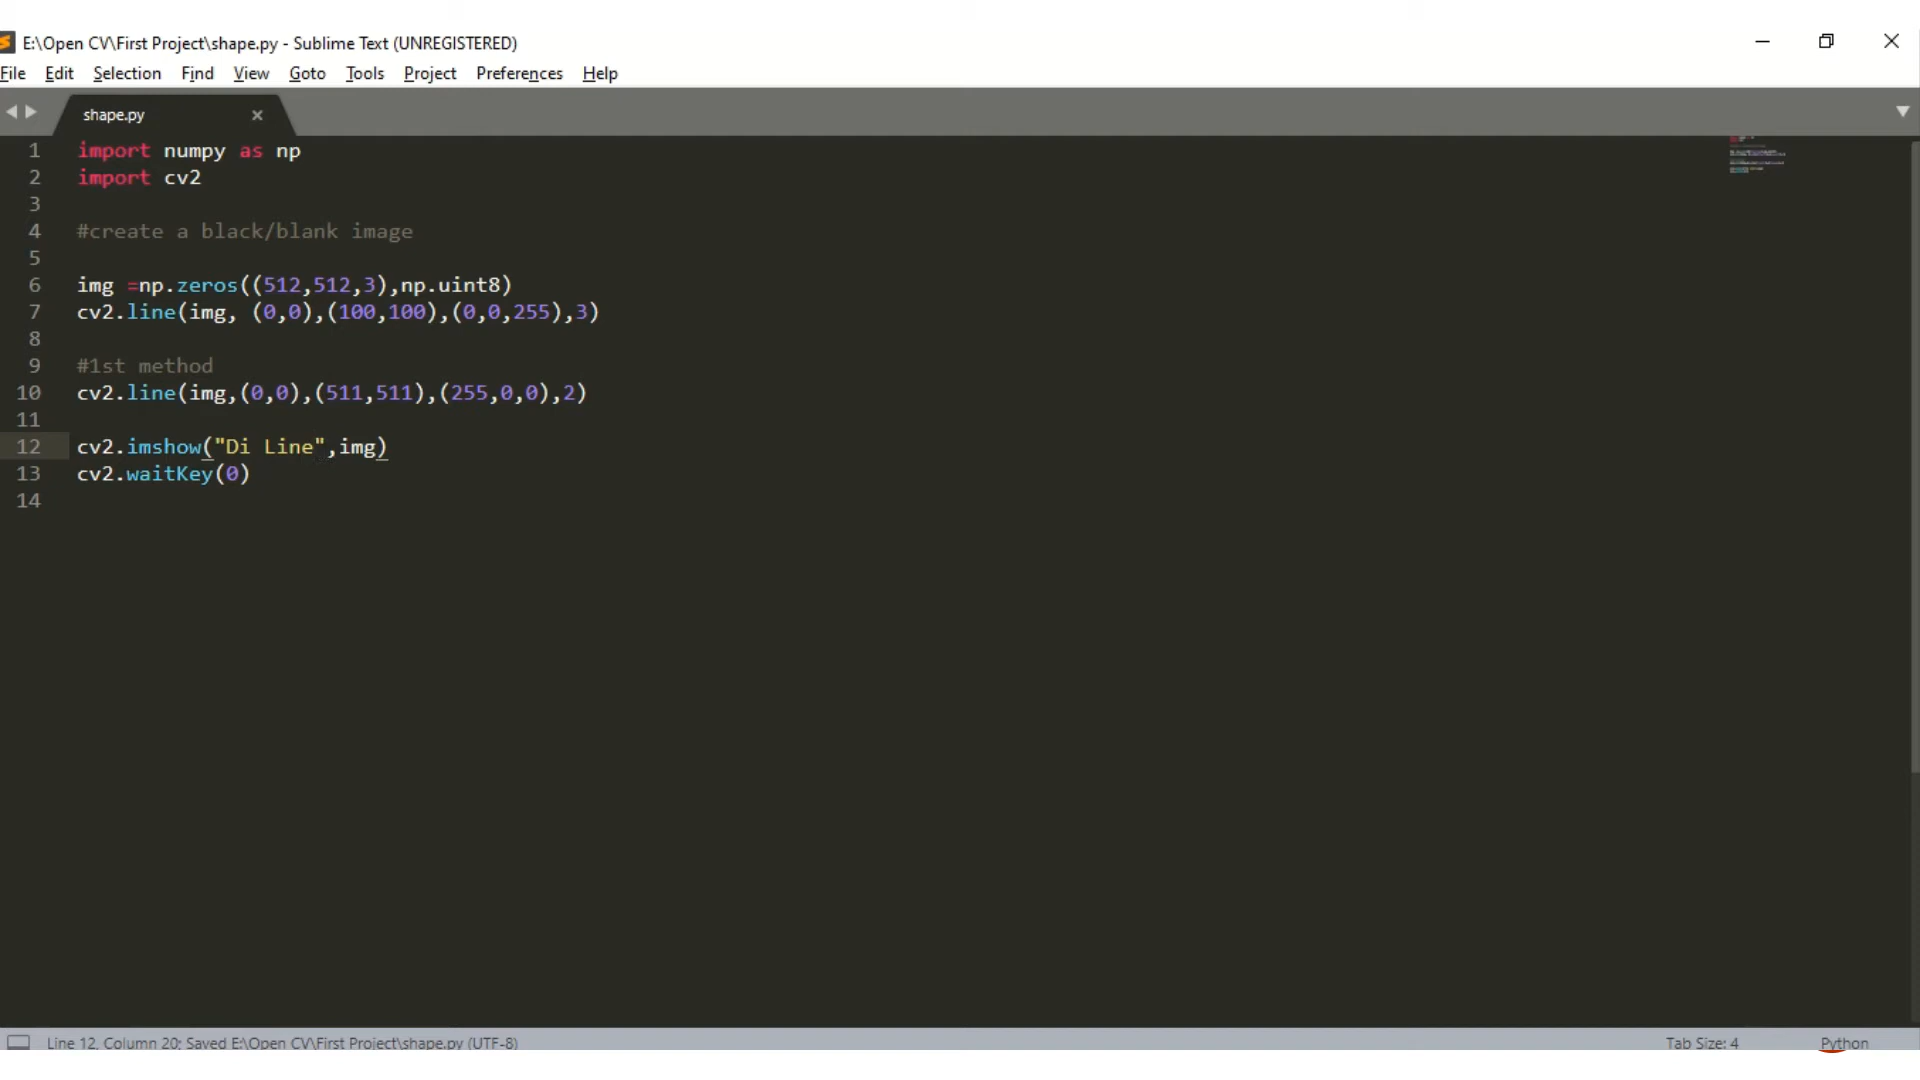 E:\Open CV\First Project\shape.py - Sublime Text (UNREGISTERED)
File Edit Selection Find View Goto Tools Project Preferences Help
shape.py
1 import numpy as np
2 import cv2
3
4 #create a black/blank image
5
6 img =np.zeros((512,512,3),np.uint8)
7 cv2.line(img, (0,0),(100,100),(0,0,255),3)
8
9 #1st method
10 cv2.line(img,(0,0),(511,511),(255,0,0),2)
11
12 cv2.imshow("Di Line",img)
13 cv2.waitKey(0)
14
Line 12, Column 20; Saved E:\Open CV\First Project\shape.py (UTF-8) Tab Size: 4 Python